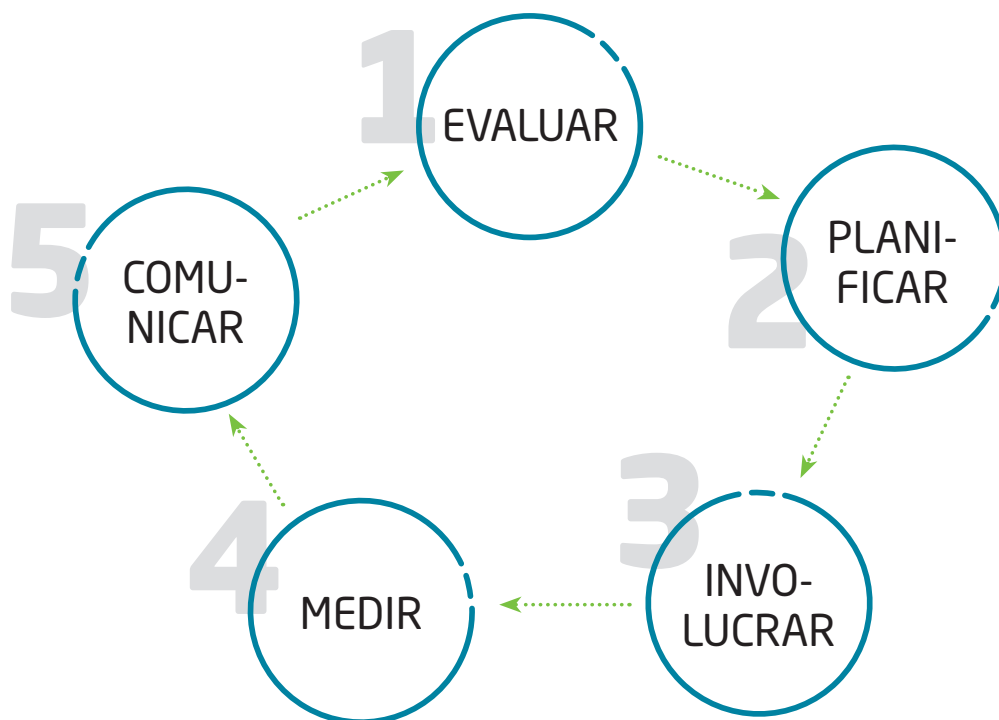 1
EVALUAR
2
PLANI-
FICAR
3
INVO-
LUCRAR
4
MEDIR
5
COMU-
NICAR